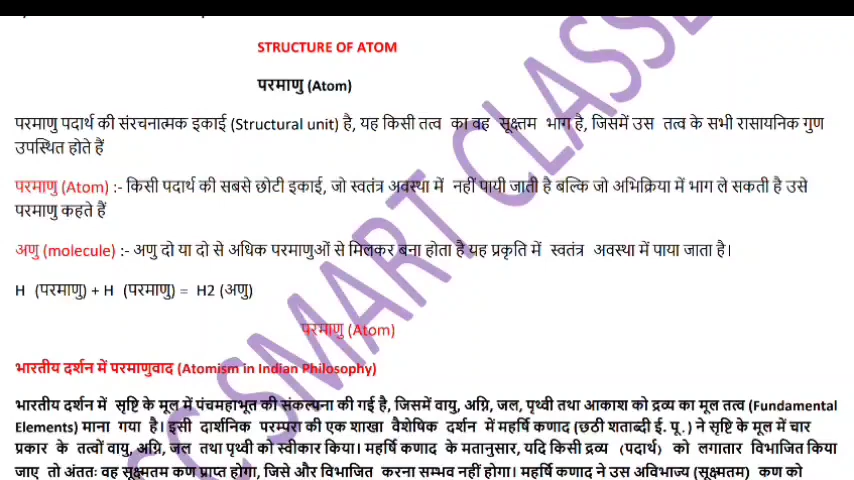 STRUCTURE OF ATOM
परमाणु (Atom)
परमाणु पदार्थ की संरचनात्मक इकाई (Structural unit) है, यह किसी तत्व का वह सूक्ष्तम भाग है, जिसमें उस तत्व के सभी रासायनिक गुण
उपस्थित होते हैं
परमाणु (Atom) :- किसी पदार्थ की सबसे छोटी इकाई, जो स्वतंत्र अवस्था में नहीं पायी जाती है बल्कि जो अभिक्रिया में भाग ले सकती है उसे
परमाणु कहते हैं
अणु (molecule) :- अणु दो या दो से अधिक परमाणुओं से मिलकर बना होता है यह प्रकृति में स्वतंत्र अवस्था में पाया जाता है।
H (परमाणु) + H (परमाणु) = H2 (अणु)
परमाणु (Atom)
भारतीय दर्शन में परमाणुवाद (Atomism in Indian Philosophy)
भारतीय दर्शन में सृष्टि के मूल में पंचमहाभूत की संकल्पना की गई है, जिसमें वायु, अग्नि, जल, पृथ्वी तथा आकाश को द्रव्य का मूल तत्व (Fundamental
Elements) माना गया है। इसी दार्शनिक परम्परा की एक शाखा वैशेषिक दर्शन में महर्षि कणाद (छठी शताब्दी ई. पू.) ने सृष्टि के मूल में चार
प्रकार के तत्वों वायु, अग्नि, जल तथा पृथ्वी को स्वीकार किया। महर्षि कणाद के मतानुसार, यदि किसी द्रव्य (पदार्थ) को लगातार विभाजित किया
जाए तो अंततः वह सूक्ष्मतम कण प्राप्त होगा, जिसे और विभाजित करना सम्भव नहीं होगा। महर्षि कणाद ने उस अविभाज्य (सूक्ष्मतम) कण को
SMART CLASSE